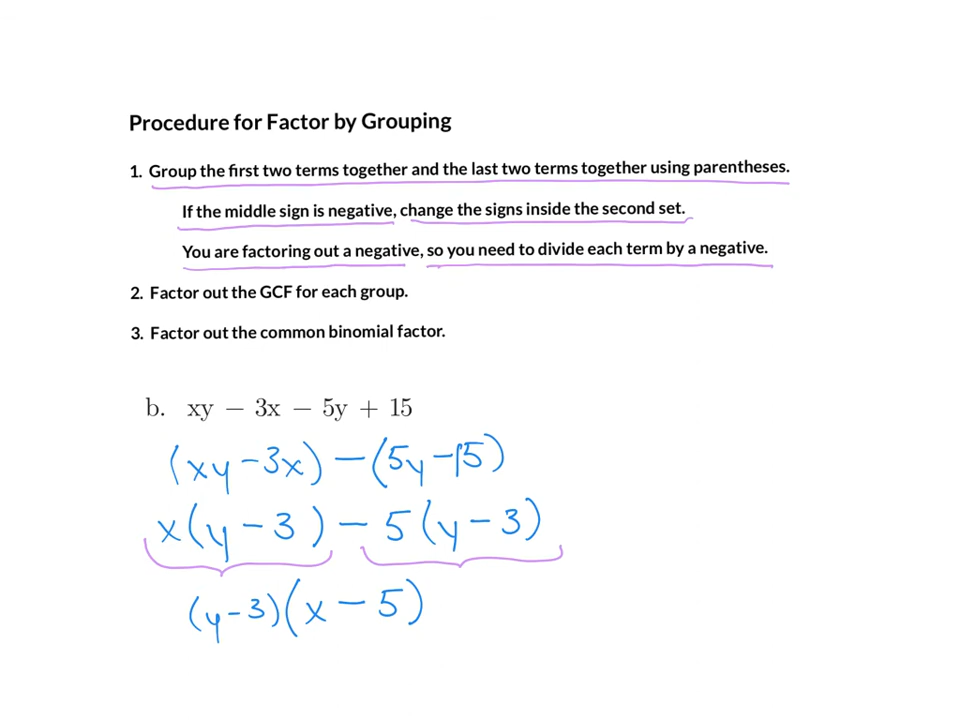 Procedure for Factor by Grouping
1. Group the first two terms together and the last two terms together using parentheses.
If the middle sign is negative, change the signs inside the second set.
You are factoring out a negative, so you need to divide each term by a negative.
2. Factor out the GCF for each group.
3. Factor out the common binomial factor.
b. xy − 3x − 5y + 15
(xy − 3x) − (5y − 15)
x(y − 3) − 5(y − 3)
(y − 3)(x − 5)